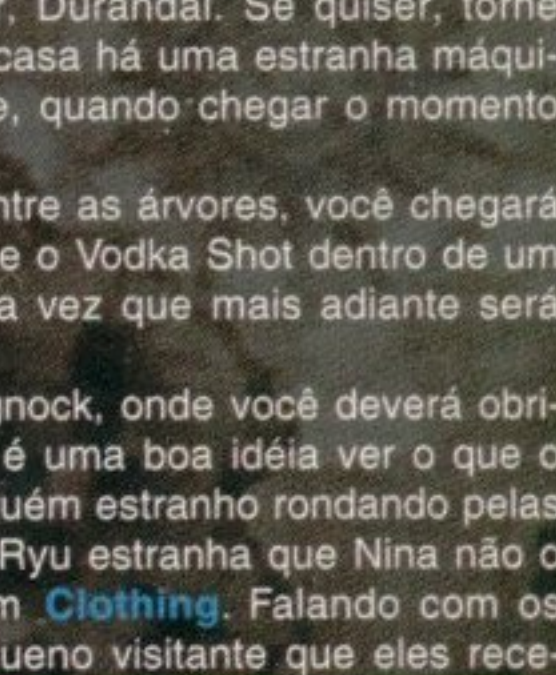 r, Durandal. Se quiser, torne
casa há uma estranha máqui-
e, quando chegar o momento
ntre as árvores, você chegará
e o Vodka Shot dentro de um
a vez que mais adiante será
gnock, onde você deverá obri-
é uma boa idéia ver o que o
uém estranho rondando pelas
Ryu estranha que Nina não o
m Clothing. Falando com os
ueno visitante que eles rece-